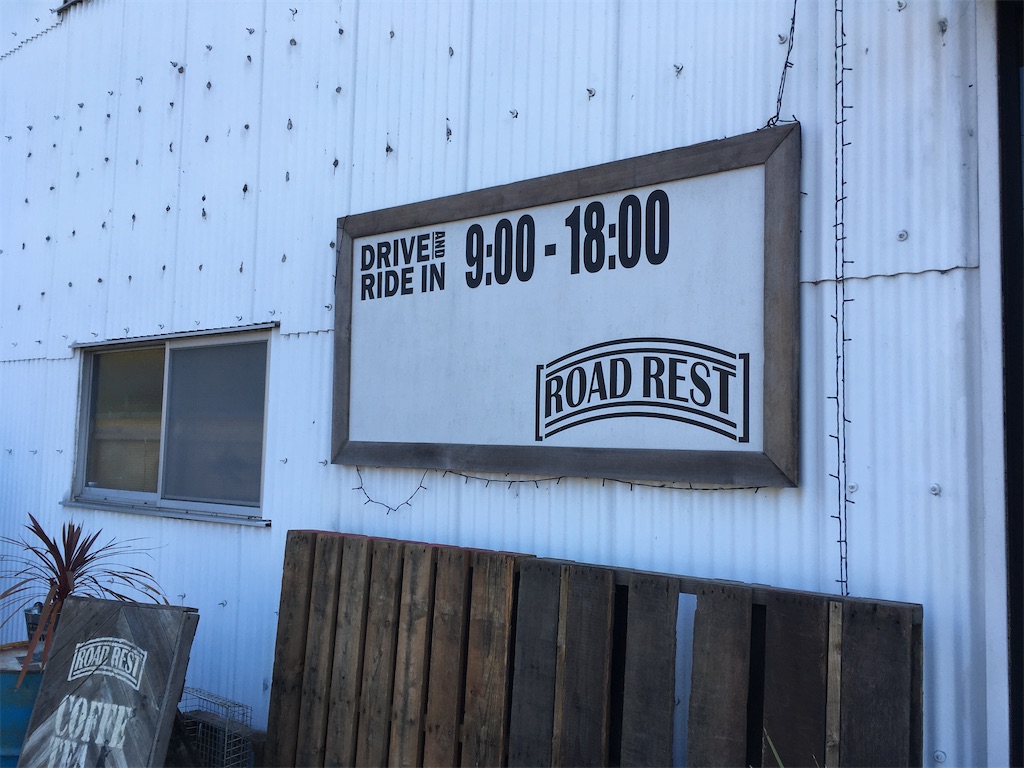 DRIVE AND
RIDE IN
9:00 - 18:00
ROAD REST
ROAD REST
COFFE